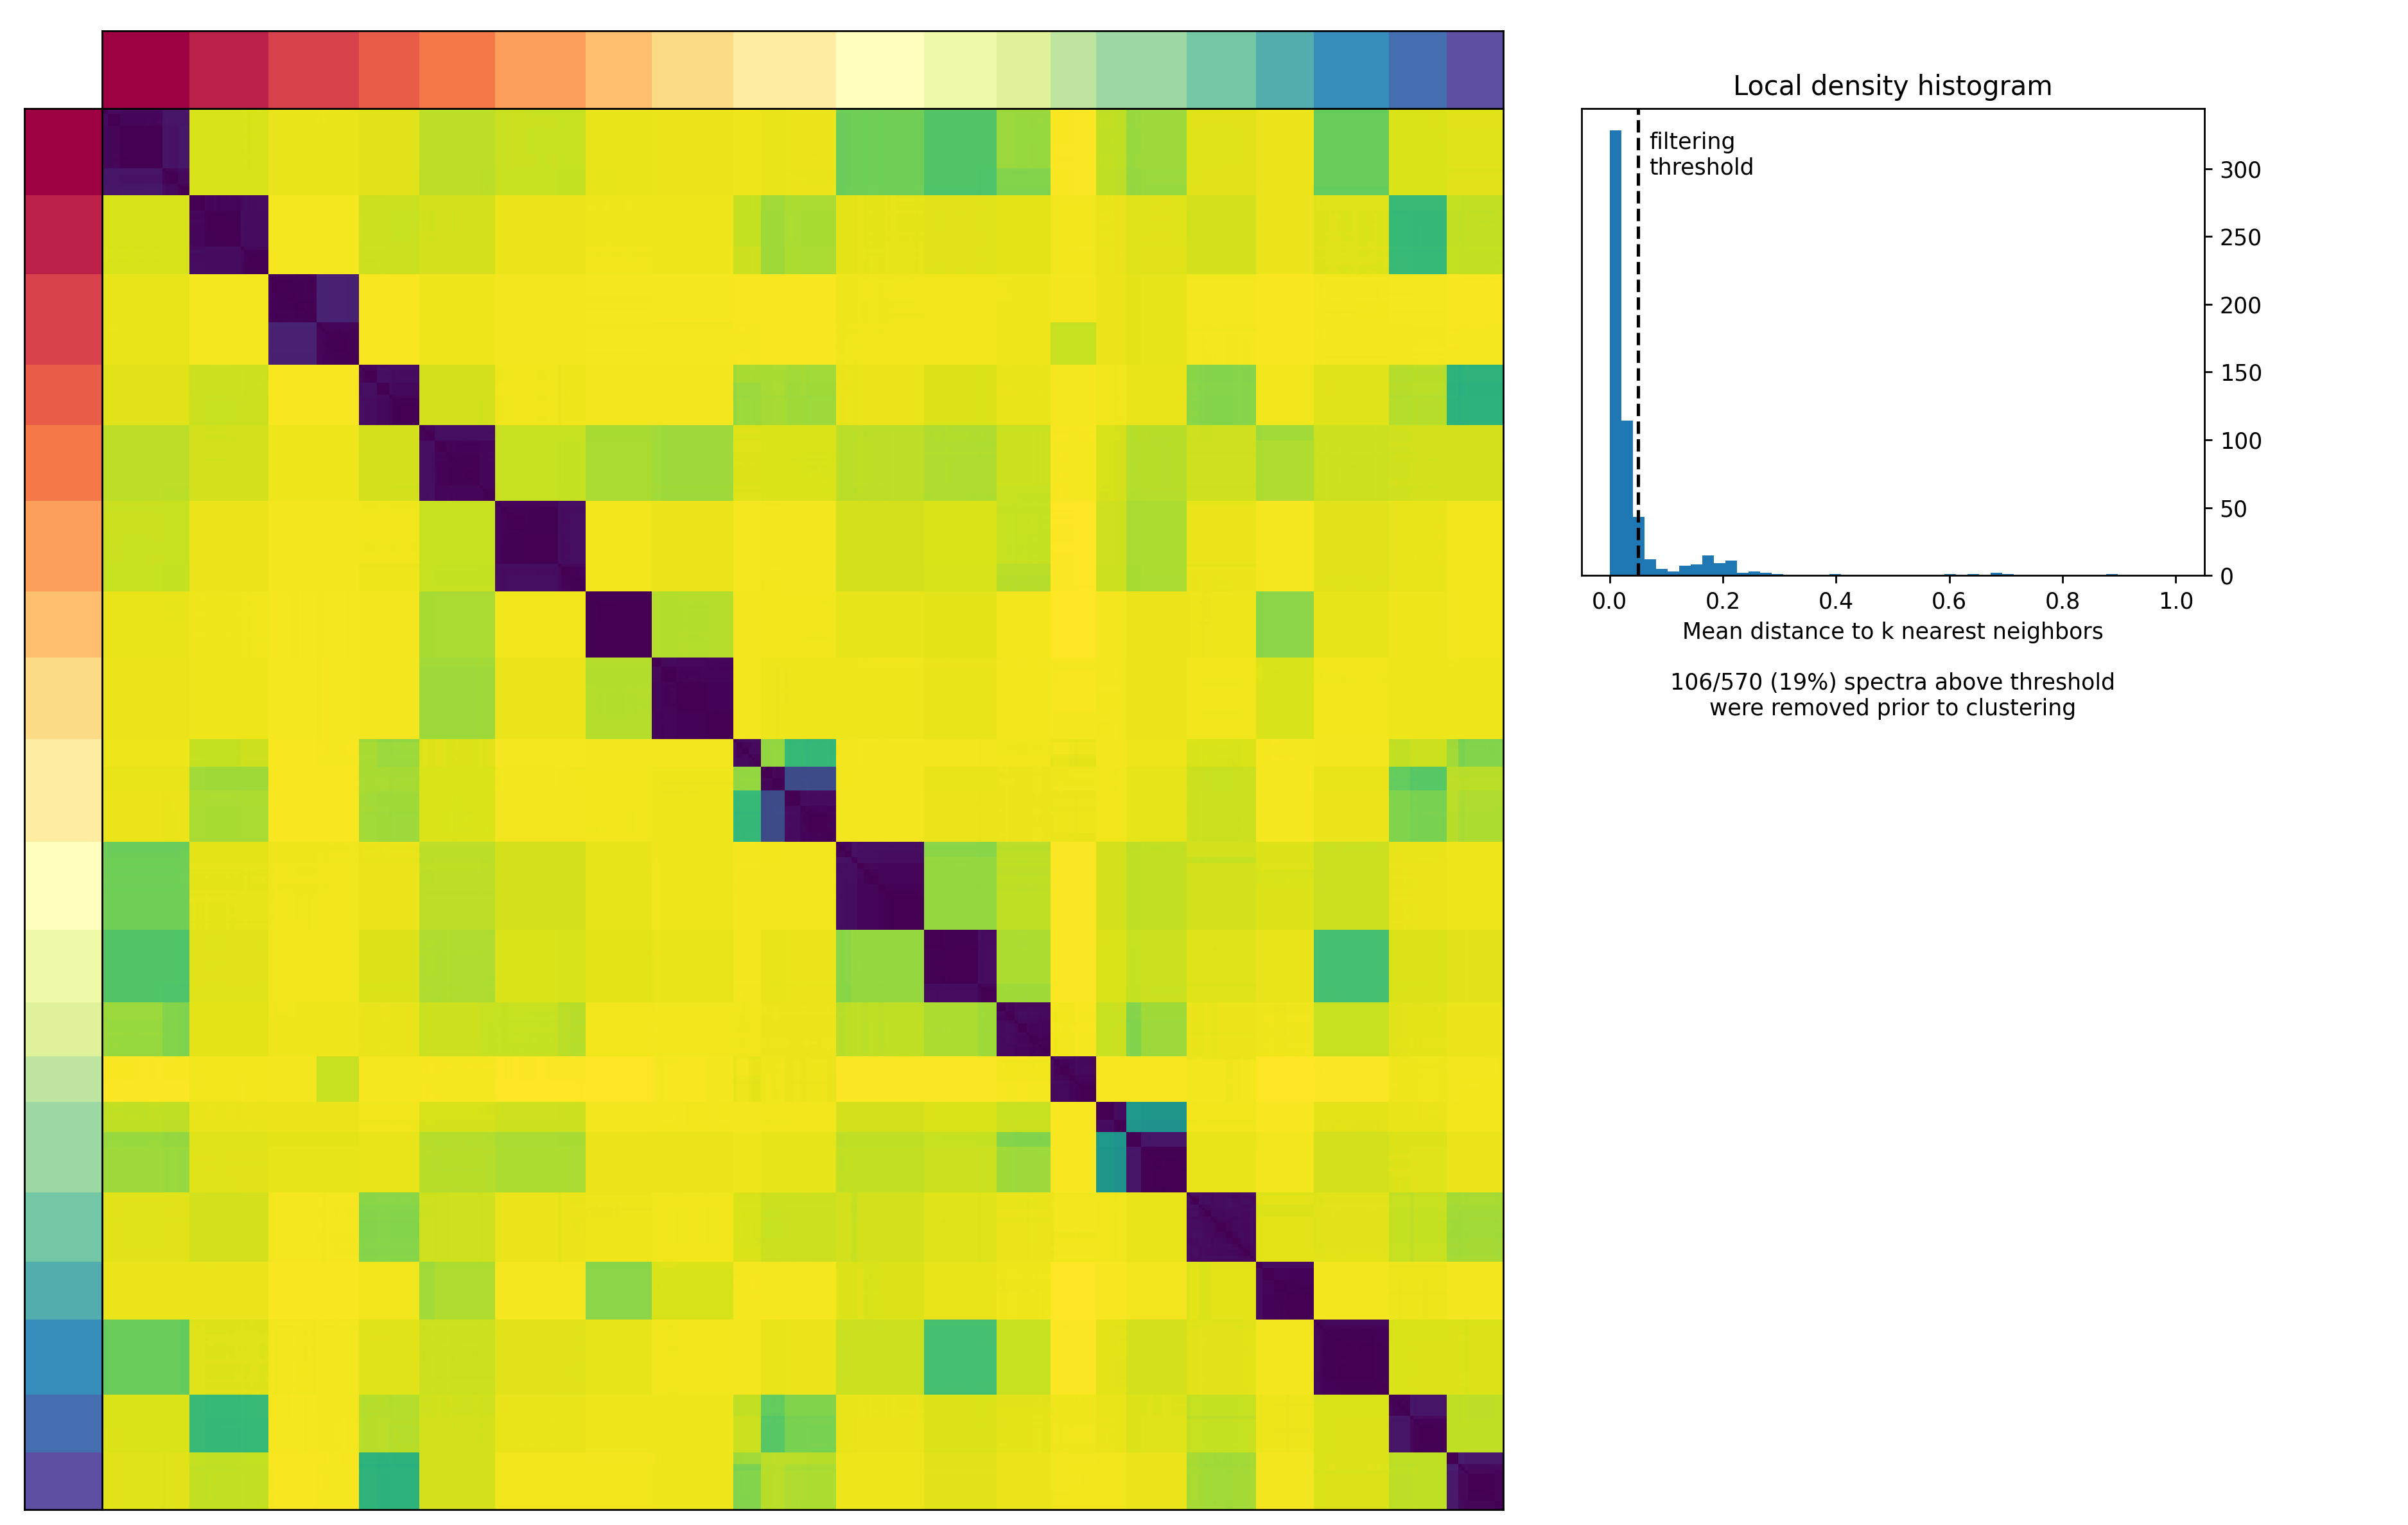 Local density histogram
filtering
threshold
300
250
200
150
100
50
0
0.0 0.2 0.4 0.6 0.8 1.0
Mean distance to k nearest neighbors
106/570 (19%) spectra above threshold
were removed prior to clustering